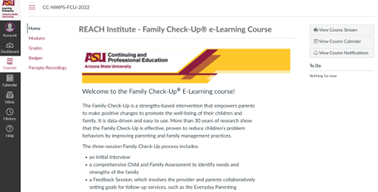 CC-NWPS-FCU-2022
REACH Institute - Family Check-Up® e-Learning Course
Account
Dashboard
Courses
Calendar
Inbox
History
Help
Home
Modules
Grades
Badges
Panopto Recordings
ASU Continuing and
Professional Education
Arizona State University
Welcome to the Family Check-Up® E-Learning course!
The Family Check-Up is a strengths-based intervention that empowers parents
to make positive changes to promote the well-being of their children and
family. It is data-driven and easy to use. More than 30 years of research show
that the Family Check-Up is effective, proven to reduce children's problem
behaviors by improving parenting and family management practices.
The three-session Family Check-Up process includes:
• an Initial Interview
• a comprehensive Child and Family Assessment to identify needs and
strengths of the family
• a Feedback Session, which involves the provider and parents collaboratively
setting goals for follow-up services, such as the Everyday Parenting
View Course Stream
View Course Calendar
View Course Notifications
To Do
Nothing for now